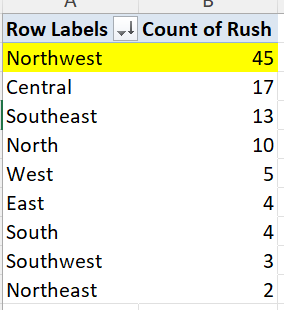 A B
Row Labels Count of Rush
Northwest 45
Central 17
Southeast 13
North 10
West 5
East 4
South 4
Southwest 3
Northeast 2